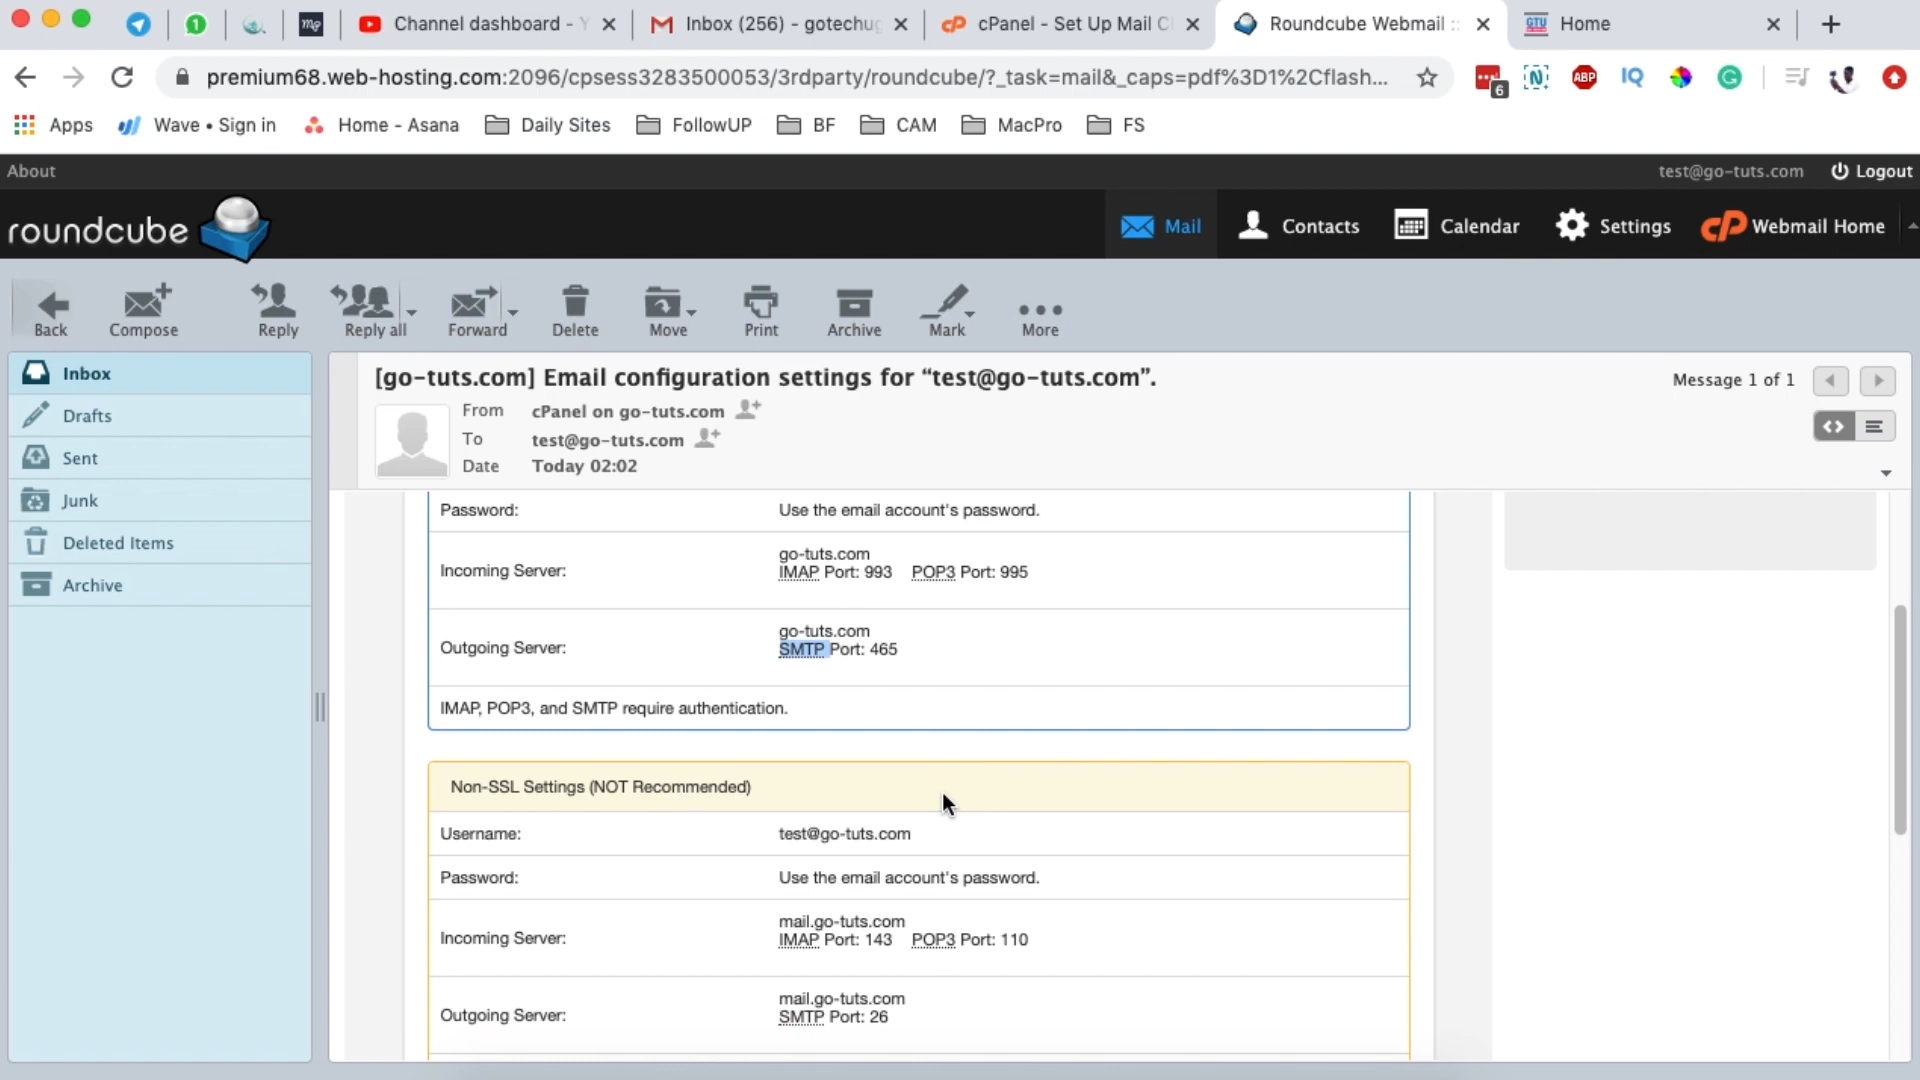 Channel dashboard - Y
Inbox (256) - gotechug
cPanel - Set Up Mail Cl
Roundcube Webmail ::
GTU
Home
premium68.web-hosting.com:2096/cpsess3283500053/3rdparty/roundcube/?_task=mail&_caps=pdf%3D1%2Cflash...
6
ABP
IQ
Apps
Wave • Sign in
Home - Asana
Daily Sites
FollowUP
BF
CAM
MacPro
FS
About
test@go-tuts.com
Logout
roundcube
Mail
Contacts
Calendar
Settings
cP Webmail Home
Back
Compose
Reply
Reply all
Forward
Delete
Move
Print
Archive
Mark
More
Inbox
Drafts
Sent
Junk
Deleted Items
Archive
[go-tuts.com] Email configuration settings for “test@go-tuts.com”.
Message 1 of 1
From cPanel on go-tuts.com
To test@go-tuts.com
Date Today 02:02
Password: Use the email account's password.
go-tuts.com
Incoming Server: IMAP Port: 993 POP3 Port: 995
go-tuts.com
Outgoing Server: SMTP Port: 465
IMAP, POP3, and SMTP require authentication.
Non-SSL Settings (NOT Recommended)
Username: test@go-tuts.com
Password: Use the email account's password.
mail.go-tuts.com
Incoming Server: IMAP Port: 143 POP3 Port: 110
mail.go-tuts.com
Outgoing Server: SMTP Port: 26